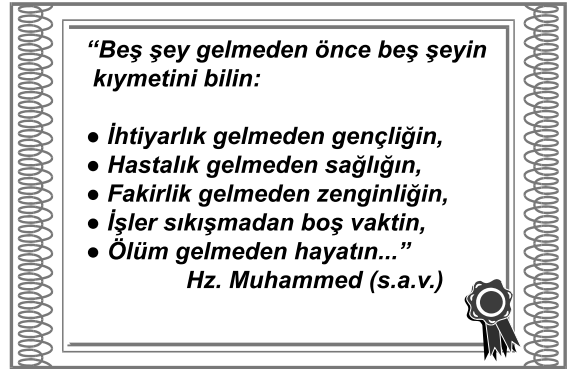 “Beş şey gelmeden önce beş şeyin
kıymetini bilin:
● İhtiyarlık gelmeden gençliğin,
● Hastalık gelmeden sağlığın,
● Fakirlik gelmeden zenginliğin,
● İşler sıkışmadan boş vaktin,
● Ölüm gelmeden hayatın...”
Hz. Muhammed (s.a.v.)